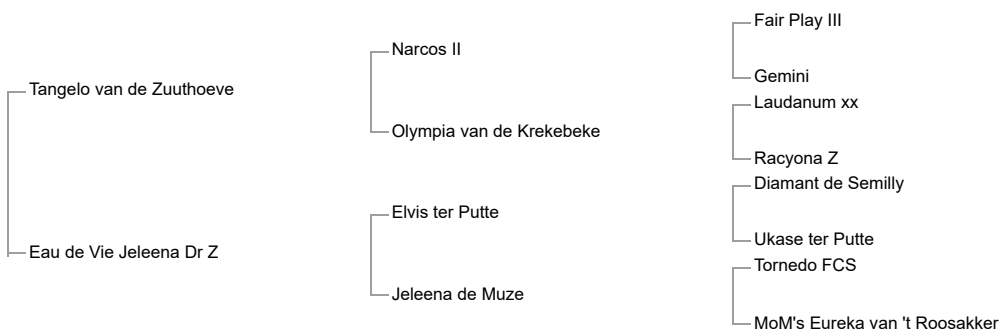 Fair Play III
Narcos II
Gemini
Tangelo van de Zuuthoeve
Laudanum xx
Olympia van de Krekebeke
Racyona Z
Diamant de Semilly
Elvis ter Putte
Ukase ter Putte
Eau de Vie Jeleena Dr Z
Tornedo FCS
Jeleena de Muze
MoM's Eureka van 't Roosakker